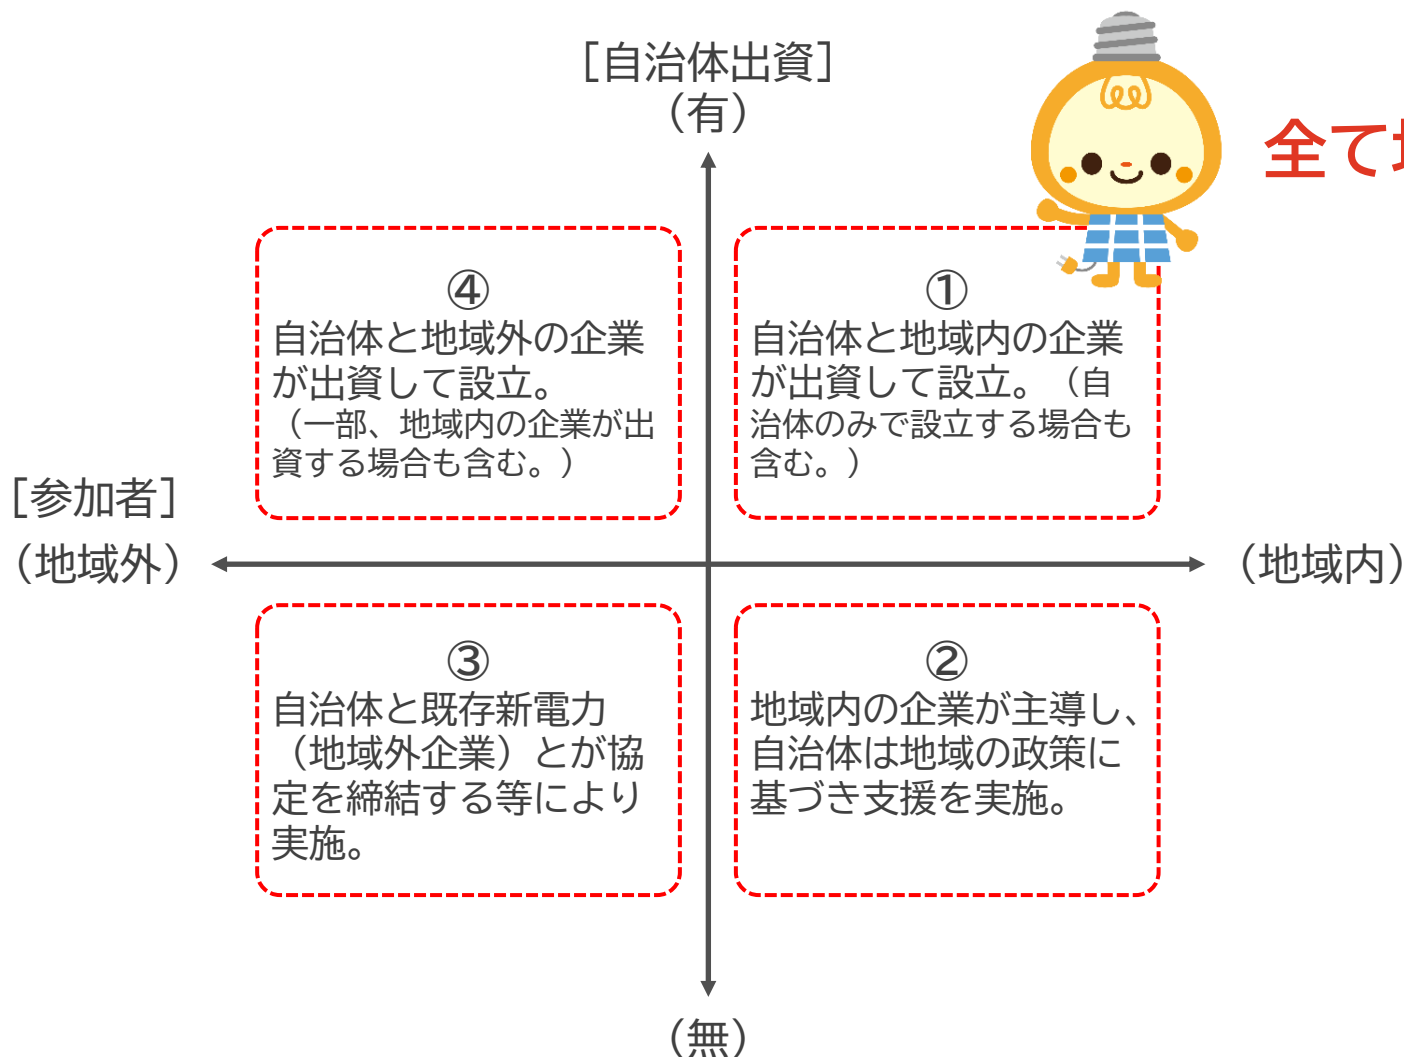 ［自治体出資］
（有）
全て
④
自治体と地域外の企業
が出資して設立。
（一部、地域内の企業が出
資する場合も含む。）
①
自治体と地域内の企業
が出資して設立。（自
治体のみで設立する場合も
含む。）
［参加者］
（地域外）
（地域内）
③
自治体と既存新電力
（地域外企業）とが協
定を締結する等により
実施。
②
地域内の企業が主導し、
自治体は地域の政策に
基づき支援を実施。
（無）